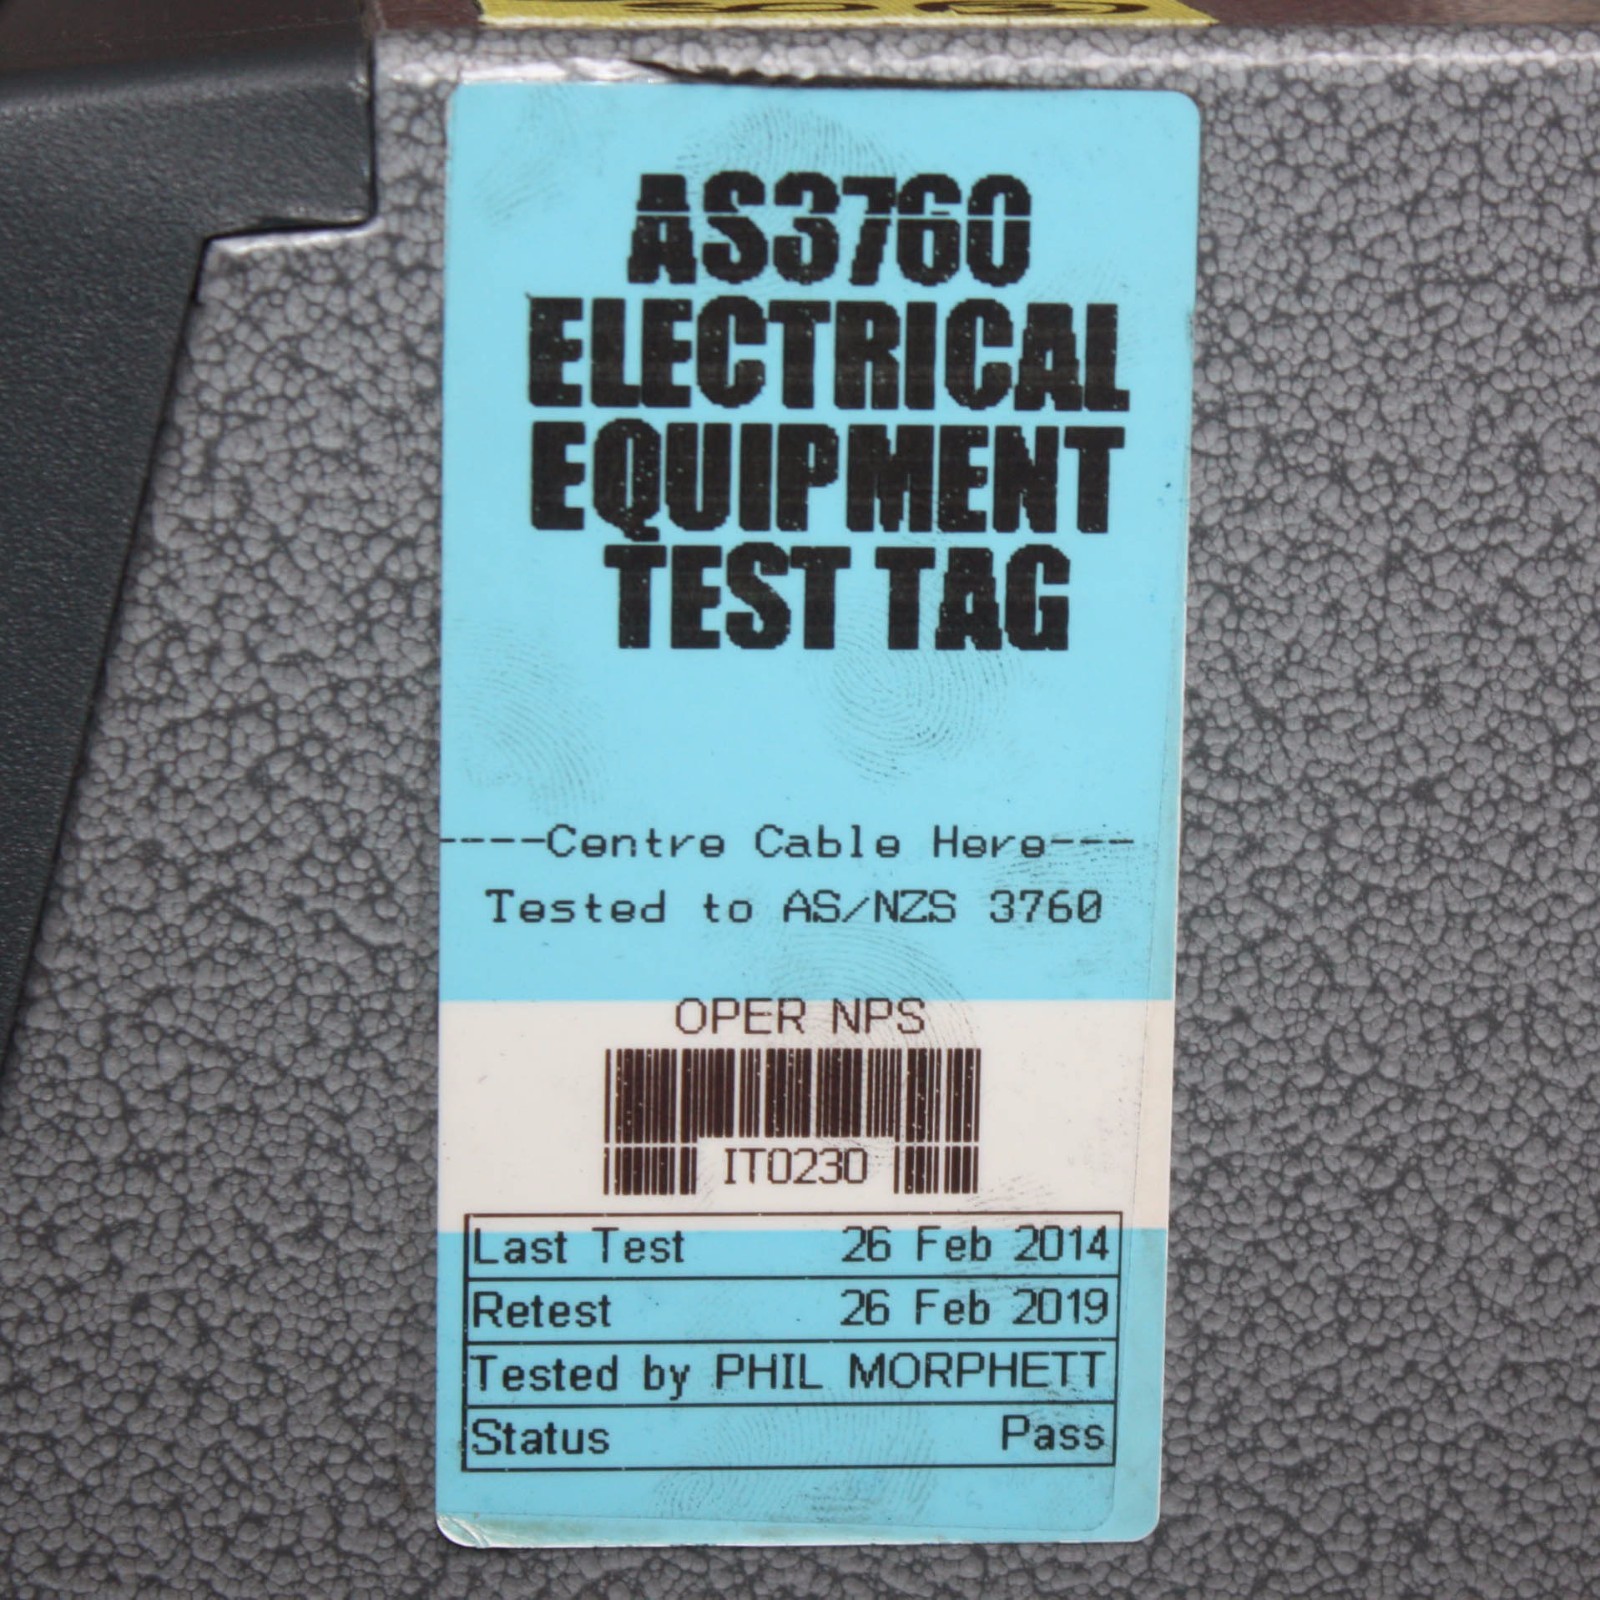 AS3760
ELECTRICAL
EQUIPMENT
TEST TAG
----Centre Cable Here---
Tested to AS/NZS 3760
OPER NPS
IT0230
Last Test 26 Feb 2014
Retest 26 Feb 2019
Tested by PHIL MORPHETT
Status Pass